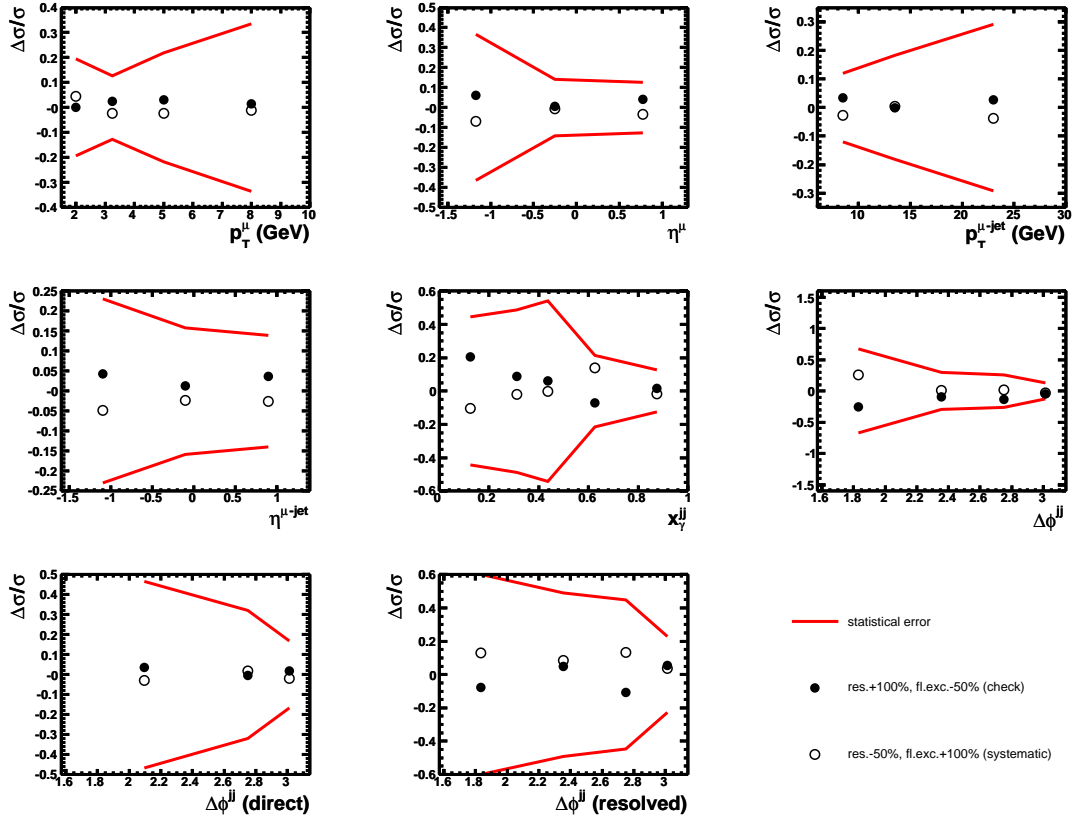 Δσ/σ
0.4
0.3
0.2
0.1
-0
-0.1
-0.2
-0.3
-0.4
2 3 4 5 6 7 8 9 10
p_T^μ (GeV)
Δσ/σ
0.5
0.4
0.3
0.2
0.1
-0
-0.1
-0.2
-0.3
-0.4
-0.5
-1.5 -1 -0.5 0 0.5 1
η^μ
Δσ/σ
0.3
0.2
0.1
-0
-0.1
-0.2
-0.3
10 15 20 25 30
p_T^μ-jet (GeV)
Δσ/σ
0.25
0.2
0.15
0.1
0.05
-0
-0.05
-0.1
-0.15
-0.2
-0.25
-1.5 -1 -0.5 0 0.5 1
η^μ-jet
Δσ/σ
0.6
0.4
0.2
0
-0.2
-0.4
-0.6
0 0.2 0.4 0.6 0.8 1
x_γ^jj
Δσ/σ
1.5
1
0.5
-0
-0.5
-1
-1.5
1.6 1.8 2 2.2 2.4 2.6 2.8 3
Δϕ^jj
Δσ/σ
0.5
0.4
0.3
0.2
0.1
-0
-0.1
-0.2
-0.3
-0.4
-0.5
1.6 1.8 2 2.2 2.4 2.6 2.8 3
Δϕ^jj (direct)
Δσ/σ
0.6
0.4
0.2
0
-0.2
-0.4
-0.6
1.6 1.8 2 2.2 2.4 2.6 2.8 3
Δϕ^jj (resolved)
statistical error
res.+100%, fl.exc.-50% (check)
res.-50%, fl.exc.+100% (systematic)